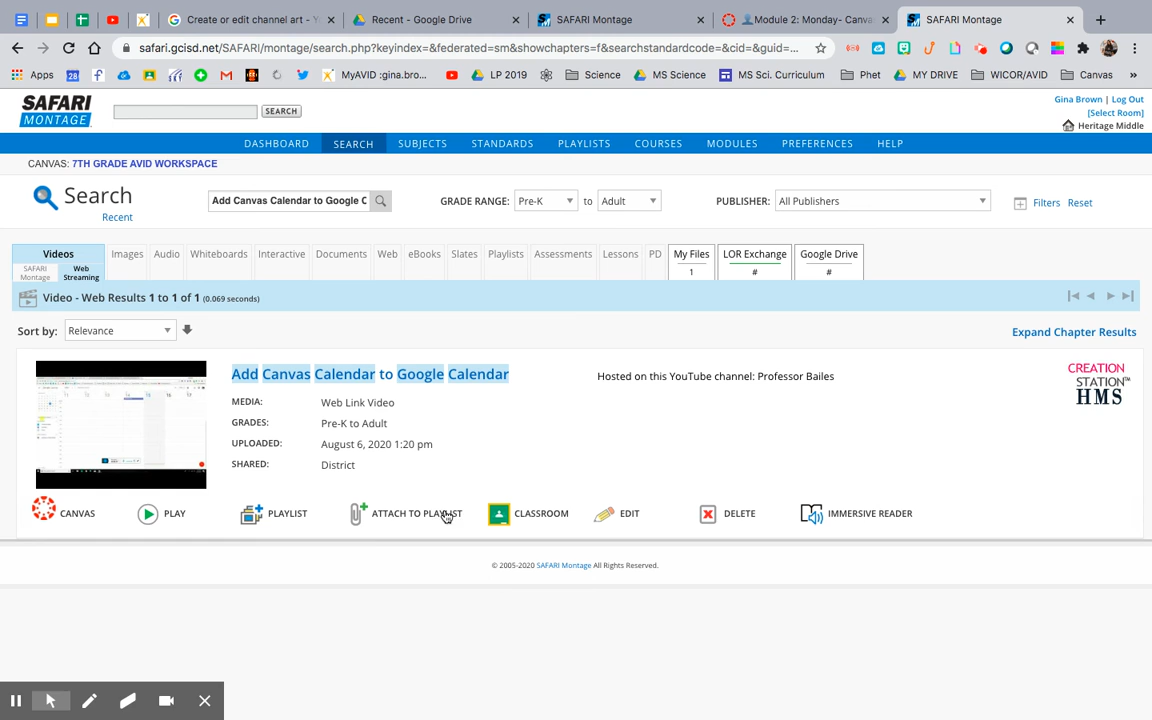 Create or edit channel art - Y
Recent - Google Drive
SAFARI Montage
Module 2: Monday- Canva
SAFARI Montage
safari.gcisd.net/SAFARI/montage/search.php?keyindex=&federated=sm&showchapters=f&searchstandardcode=&cid=&guid=...
Apps
28
MyAVID :gina.bro...
LP 2019
Science
MS Science
MS Sci. Curriculum
Phet
MY DRIVE
WICOR/AVID
Canvas
»
SAFARI
MONTAGE
SEARCH
Gina Brown | Log Out
[Select Room]
Heritage Middle
DASHBOARD SEARCH SUBJECTS STANDARDS PLAYLISTS COURSES MODULES PREFERENCES HELP
CANVAS: 7TH GRADE AVID WORKSPACE
Search
Recent
Add Canvas Calendar to Google C
GRADE RANGE: Pre-K to Adult
PUBLISHER: All Publishers
Filters Reset
Videos Images Audio Whiteboards Interactive Documents Web eBooks Slates Playlists Assessments Lessons PD My Files LOR Exchange Google Drive
SAFARI
Montage
Web
Streaming
1 # #
Video - Web Results 1 to 1 of 1 (0.069 seconds)
Sort by: Relevance
Expand Chapter Results
Add Canvas Calendar to Google Calendar
Hosted on this YouTube channel: Professor Bailes
CREATION
STATION™
HMS
MEDIA: Web Link Video
GRADES: Pre-K to Adult
UPLOADED: August 6, 2020 1:20 pm
SHARED: District
CANVAS PLAY PLAYLIST ATTACH TO PLAYLIST CLASSROOM EDIT DELETE IMMERSIVE READER
© 2005-2020 SAFARI Montage All Rights Reserved.